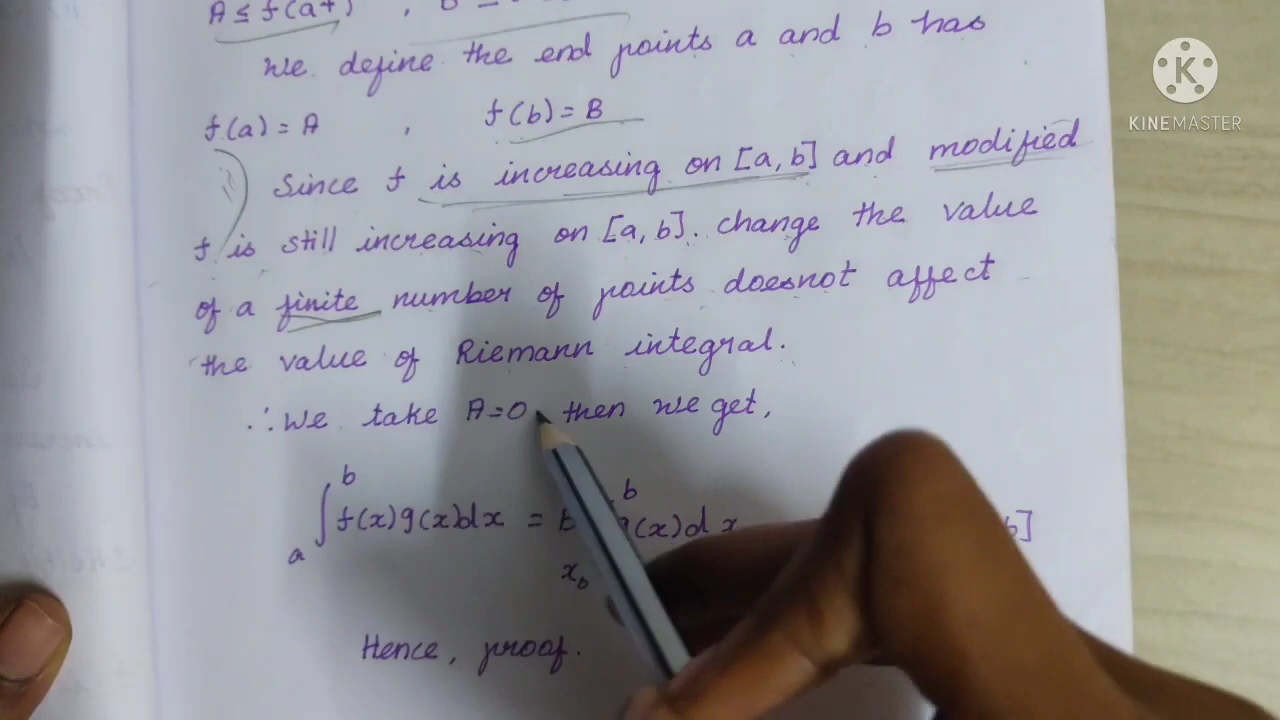 A ≤ f(a+) ,
We define the end points a and b has
f(a) = A , f(b) = B
Since f is increasing on [a, b] and modified
f is still increasing on [a, b]. change the value
of a finite number of points doesnot affect
the value of Riemann integral.
∴ We take A = 0 then we get,
∫ₐᵇ f(x) g(x) dx = B g(x) d x b]
x₀
Hence, proof.
K
KINEMASTER